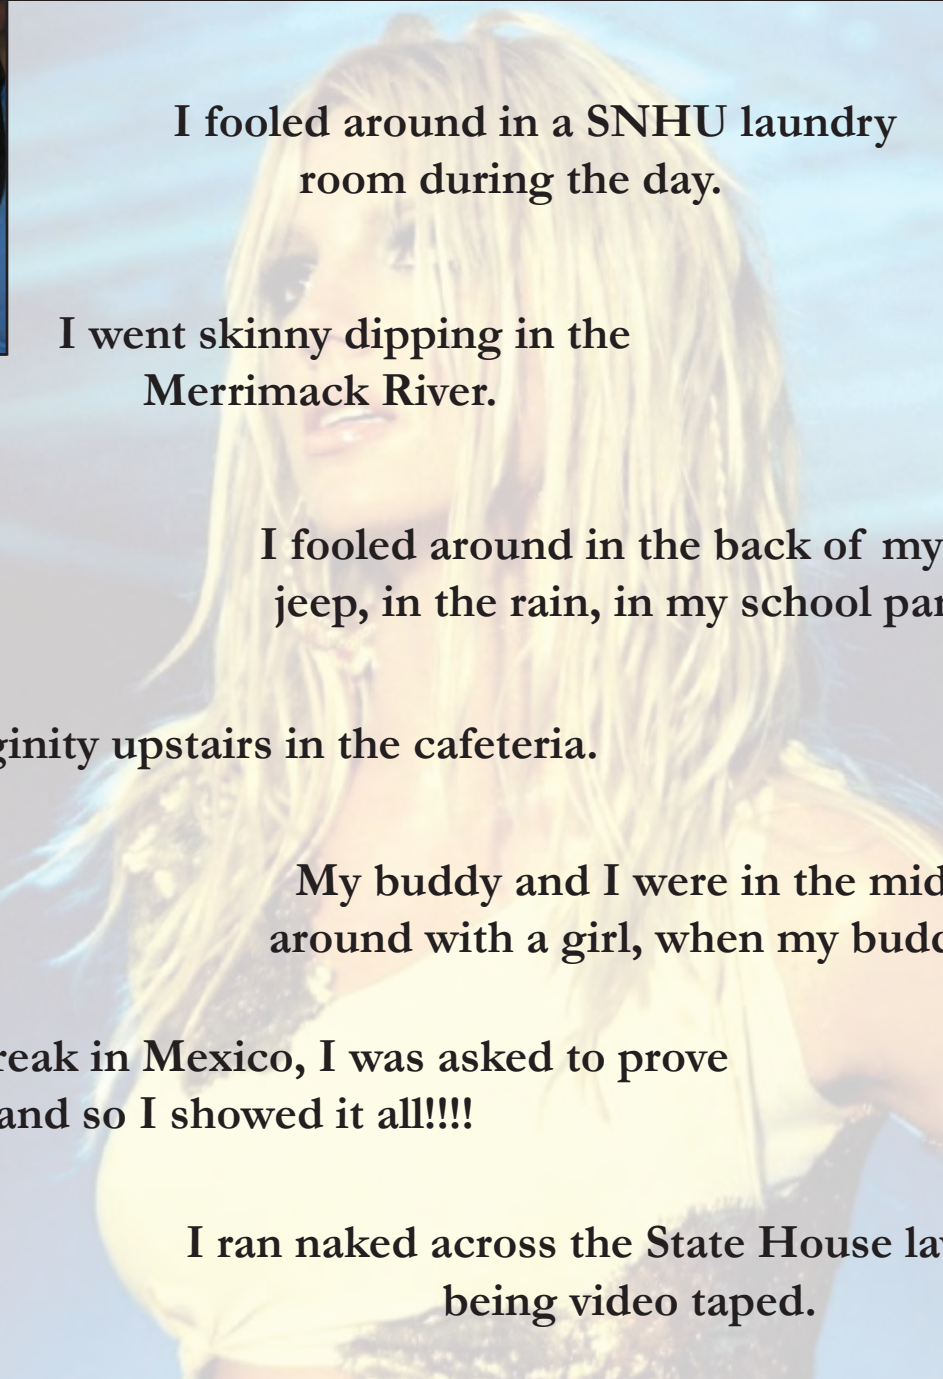 I fooled around in a SNHU laundry
room during the day.
I went skinny dipping in the
Merrimack River.
I fooled around in the back of my
jeep, in the rain, in my school par
ginity upstairs in the cafeteria.
My buddy and I were in the mid
around with a girl, when my budd
reak in Mexico, I was asked to prove
and so I showed it all!!!!
I ran naked across the State House la
being video taped.